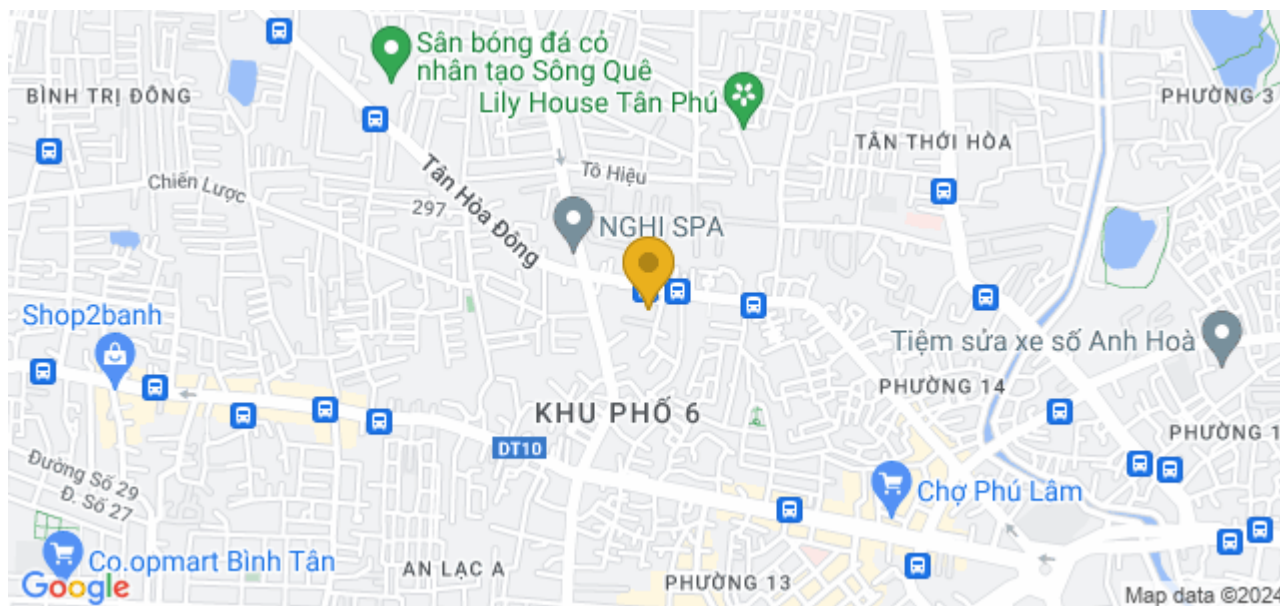 Sân bóng đá cỏ
nhân tạo Sông Quê
Lily House Tân Phú
BÌNH TRỊ ĐÔNG
PHƯỜNG 3
TÂN THỚI HÒA
Tô Hiệu
Chiến Lược
Tân Hòa Đông
297
NGHI SPA
Shop2banh
Tiệm sửa xe số Anh Hoà
PHƯỜNG 14
KHU PHỐ 6
PHƯỜNG 1
DT10
Đường Số 29
Đ. Số 27
Chợ Phú Lâm
Co.opmart Bình Tân
AN LẠC A
PHƯỜNG 13
Google
Map data ©2024